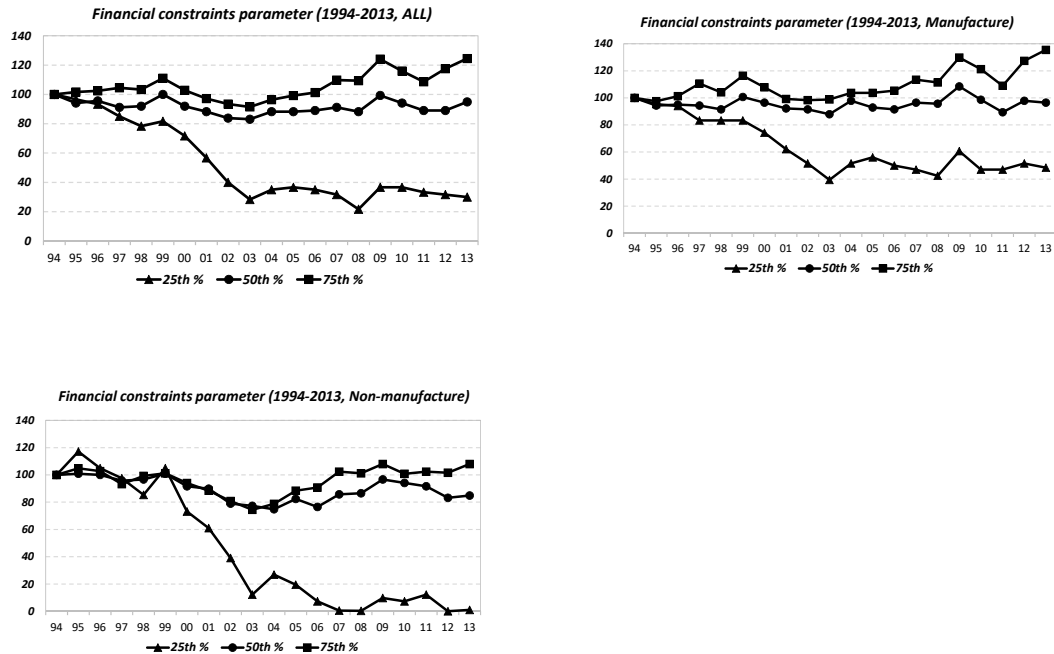 Financial constraints parameter (1994-2013, ALL)
140
120
100
80
60
40
20
0
94 95 96 97 98 99 00 01 02 03 04 05 06 07 08 09 10 11 12 13
25th % 50th % 75th %
Financial constraints parameter (1994-2013, Manufacture)
140
120
100
80
60
40
20
0
94 95 96 97 98 99 00 01 02 03 04 05 06 07 08 09 10 11 12 13
25th % 50th % 75th %
Financial constraints parameter (1994-2013, Non-manufacture)
140
120
100
80
60
40
20
0
94 95 96 97 98 99 00 01 02 03 04 05 06 07 08 09 10 11 12 13
25th % 50th % 75th %